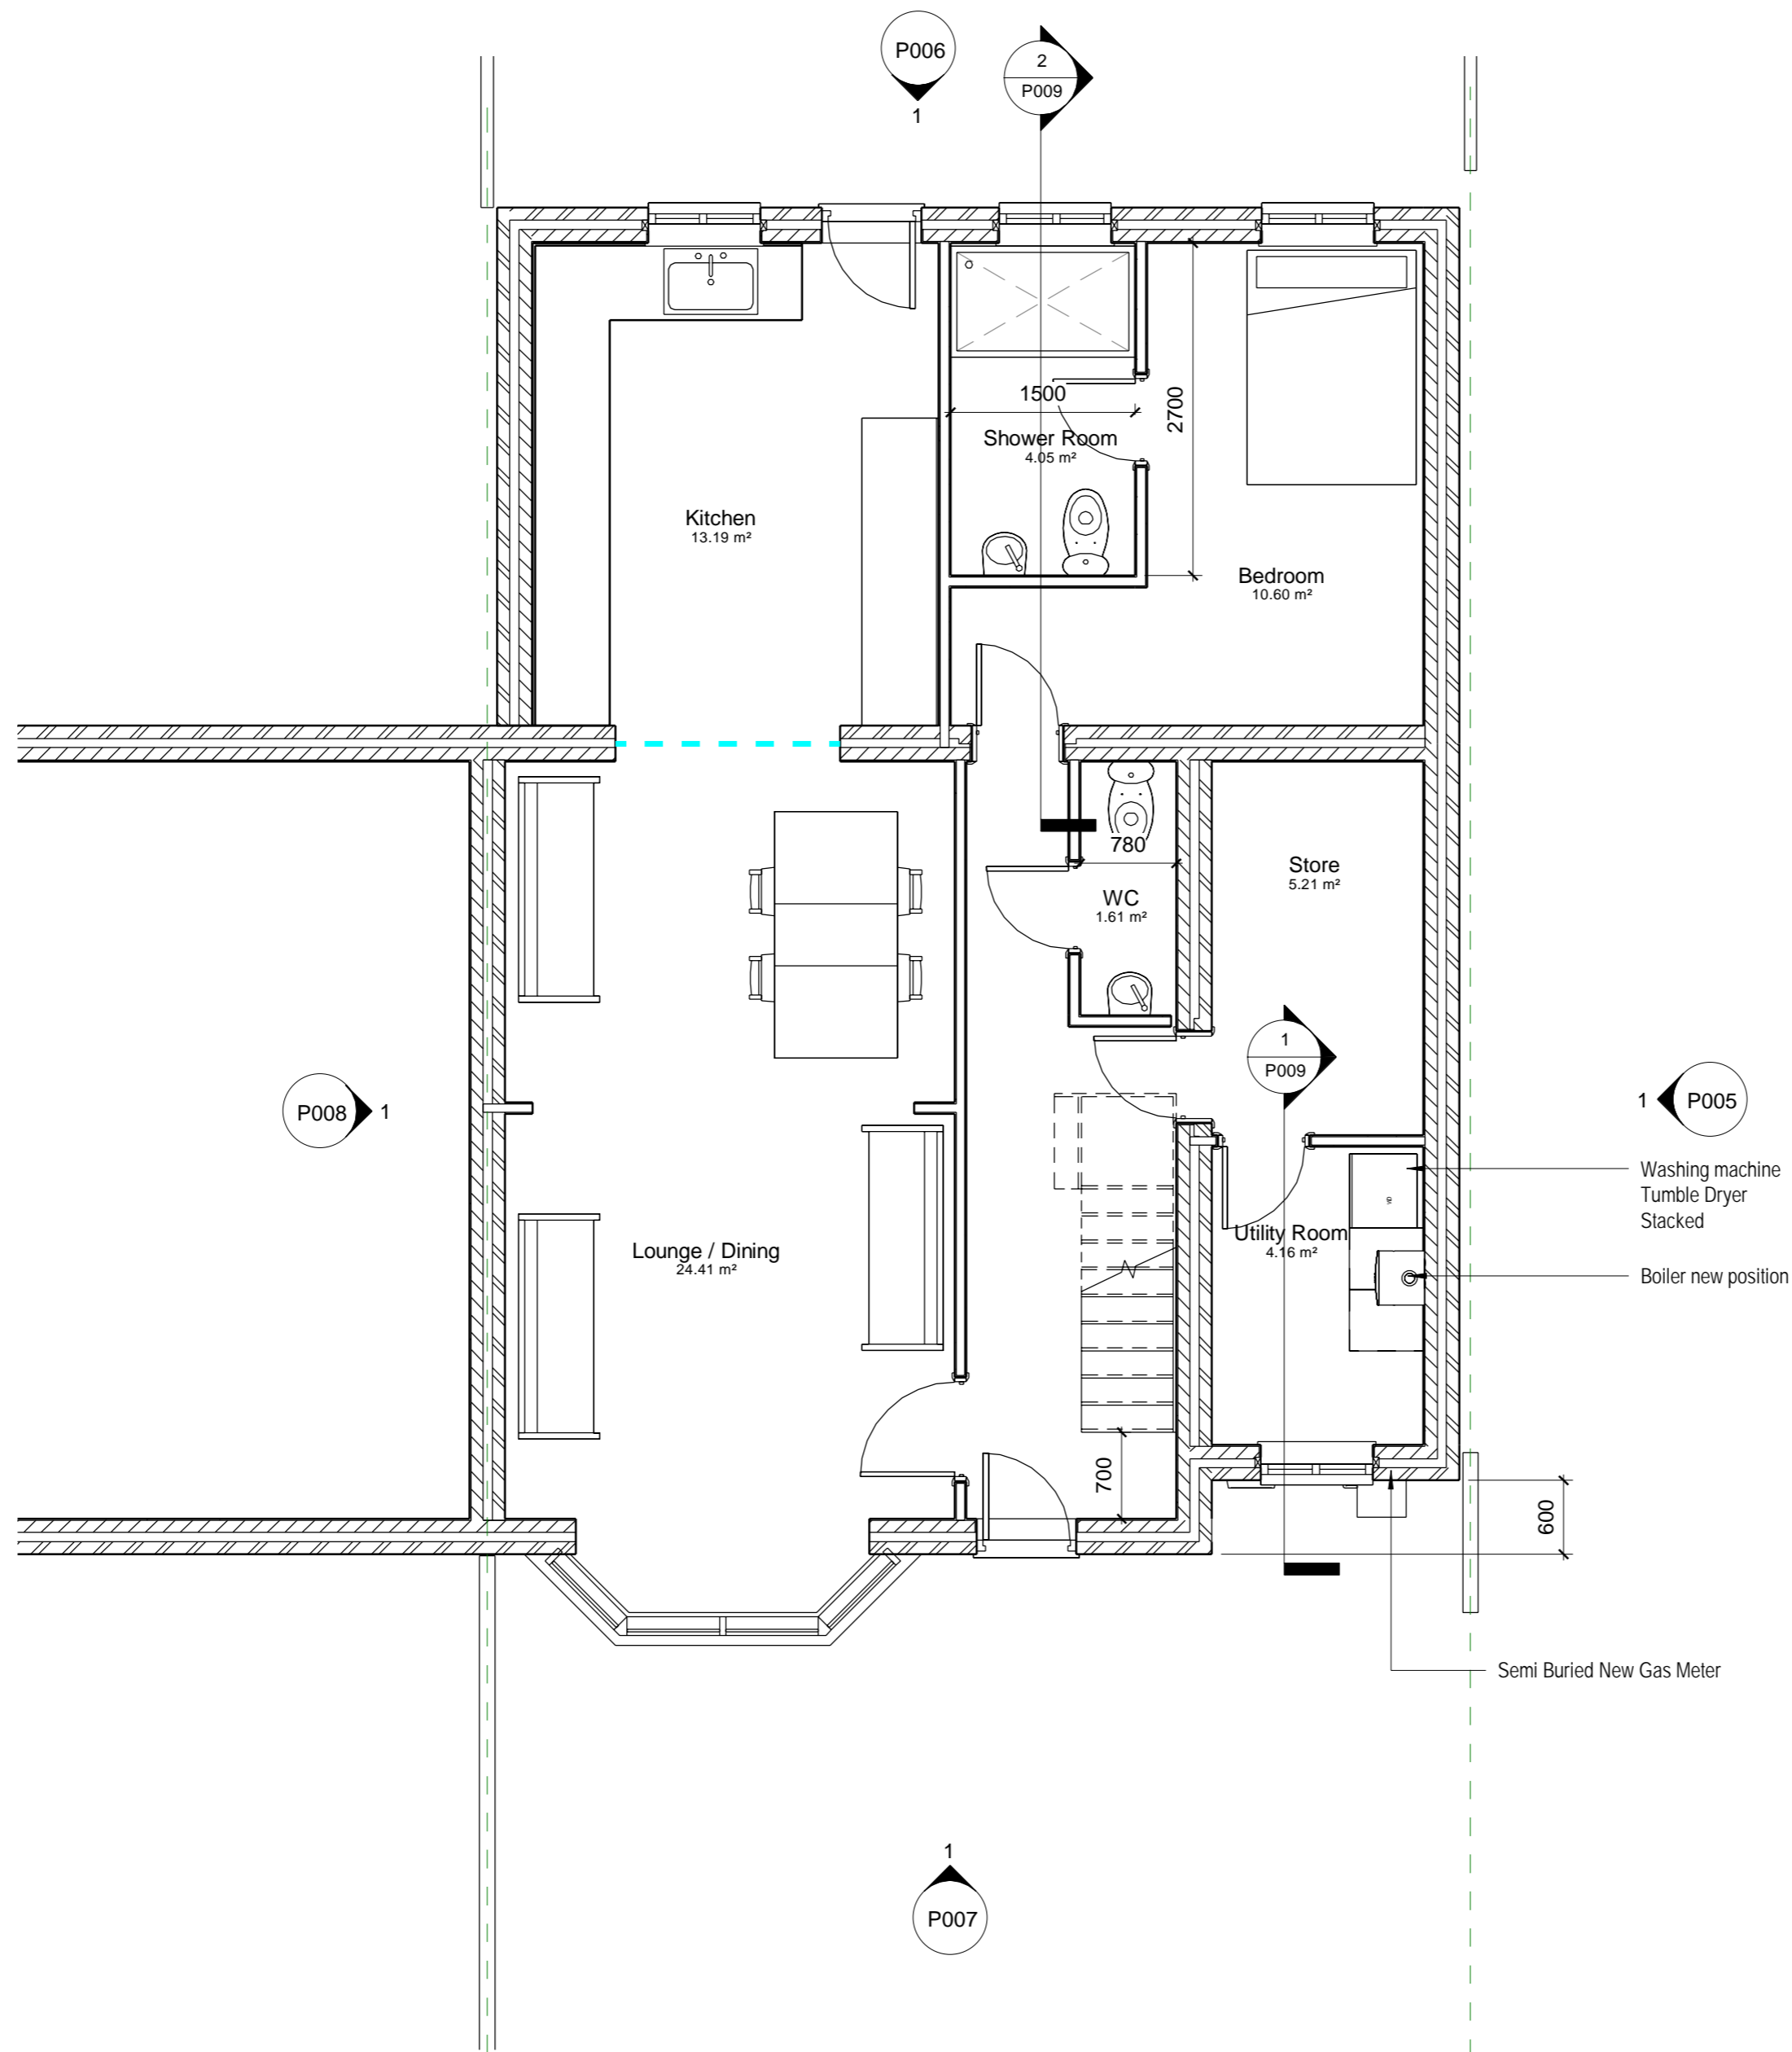 P006
1
2
P009
1500
2700
Shower Room
4.05 m²
Kitchen
13.19 m²
Bedroom
10.60 m²
780
WC
1.61 m²
Store
5.21 m²
1
P009
P008
1
1
P005
Washing machine
Tumble Dryer
Stacked
Utility Room
4.16 m²
Lounge / Dining
24.41 m²
Boiler new position
700
600
Semi Buried New Gas Meter
1
P007